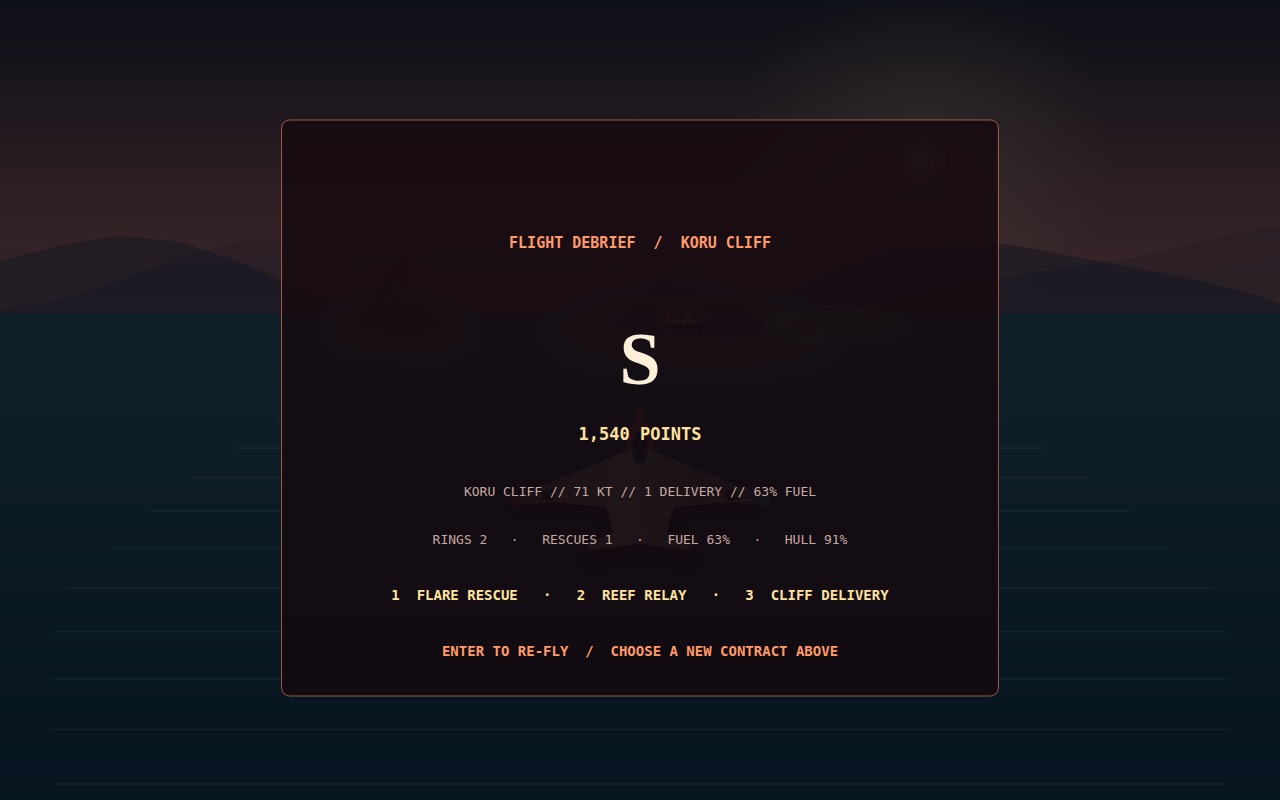 FLIGHT DEBRIEF / KORU CLIFF
S
1,540 POINTS
KORU CLIFF // 71 KT // 1 DELIVERY // 63% FUEL
RINGS 2 · RESCUES 1 · FUEL 63% · HULL 91%
1 FLARE RESCUE · 2 REEF RELAY · 3 CLIFF DELIVERY
ENTER TO RE-FLY / CHOOSE A NEW CONTRACT ABOVE